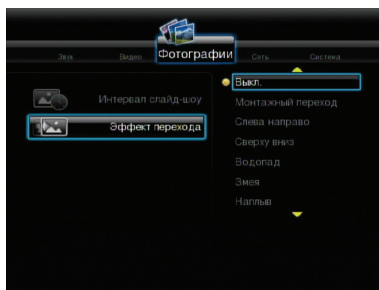 Звук Видео Фотографии Сеть Система
Интервал слайд-шоу
Эффект перехода
Выкл.
Монтажный переход
Слева направо
Сверху вниз
Водопад
Змея
Наплыв